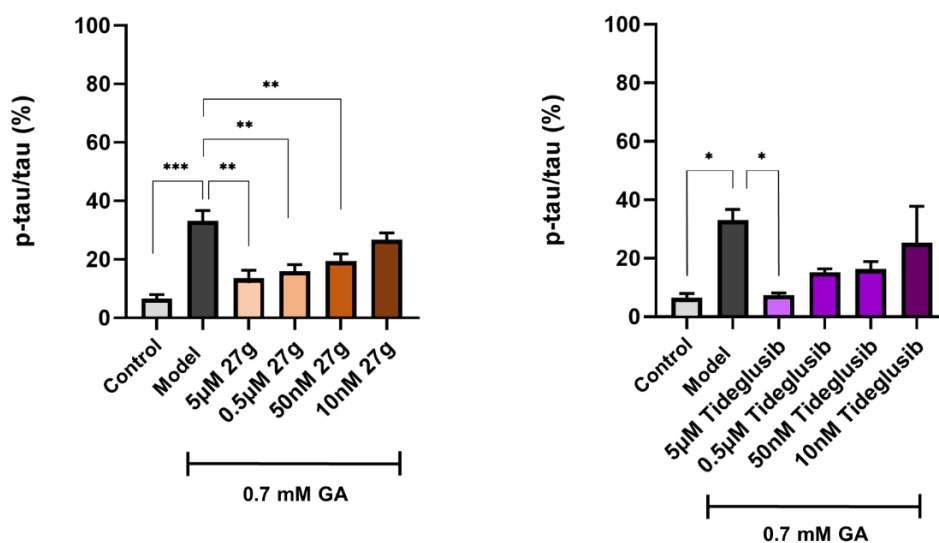 100
80
60
40
20
0
p-tau/tau (%)
***
**
**
**
Control
Model
5µM 27g
0.5µM 27g
50nM 27g
10nM 27g
0.7 mM GA
100
80
60
40
20
0
p-tau/tau (%)
*
*
Control
Model
5µM Tideglusib
0.5µM Tideglusib
50nM Tideglusib
10nM Tideglusib
0.7 mM GA